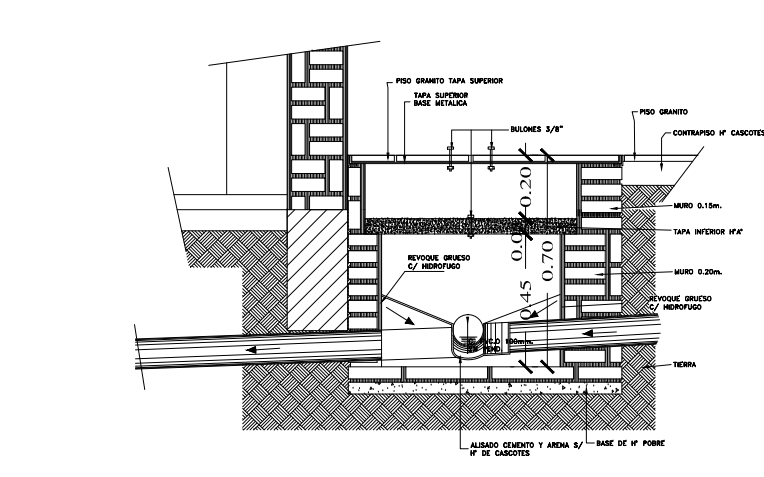 PISO GRANITO TAPA SUPERIOR
TAPA SUPERIOR
BASE METALICA
BULONES 3/8"
PISO GRANITO
CONTRAPISO Hº CASCOTES
0.20
MURO 0.15m.
TAPA INFERIOR HºAº
0.70
REVOQUE GRUESO
C/ HIDROFUGO
MURO 0.20m.
0.45
REVOQUE GRUESO
C/ HIDROFUGO
100mm.
TIERRA
ALISADO CEMENTO Y ARENA S/
Hº DE CASCOTES
BASE DE Hº POBRE